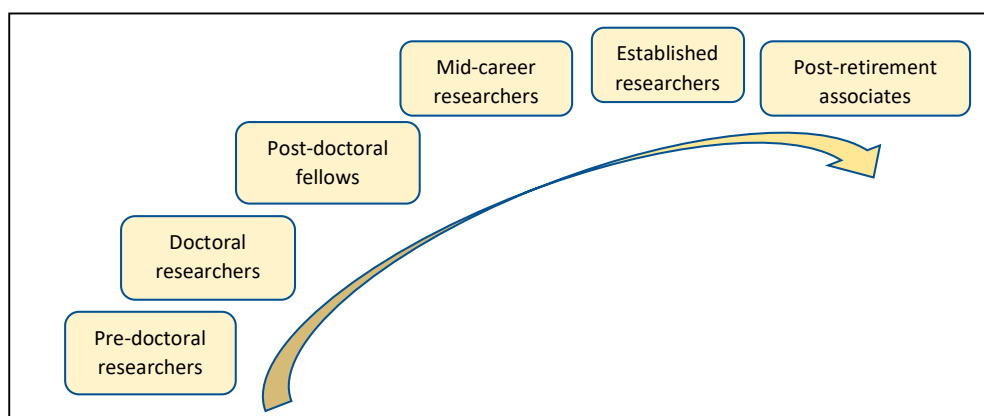 Pre-doctoral
researchers
Doctoral
researchers
Post-doctoral
fellows
Mid-career
researchers
Established
researchers
Post-retirement
associates